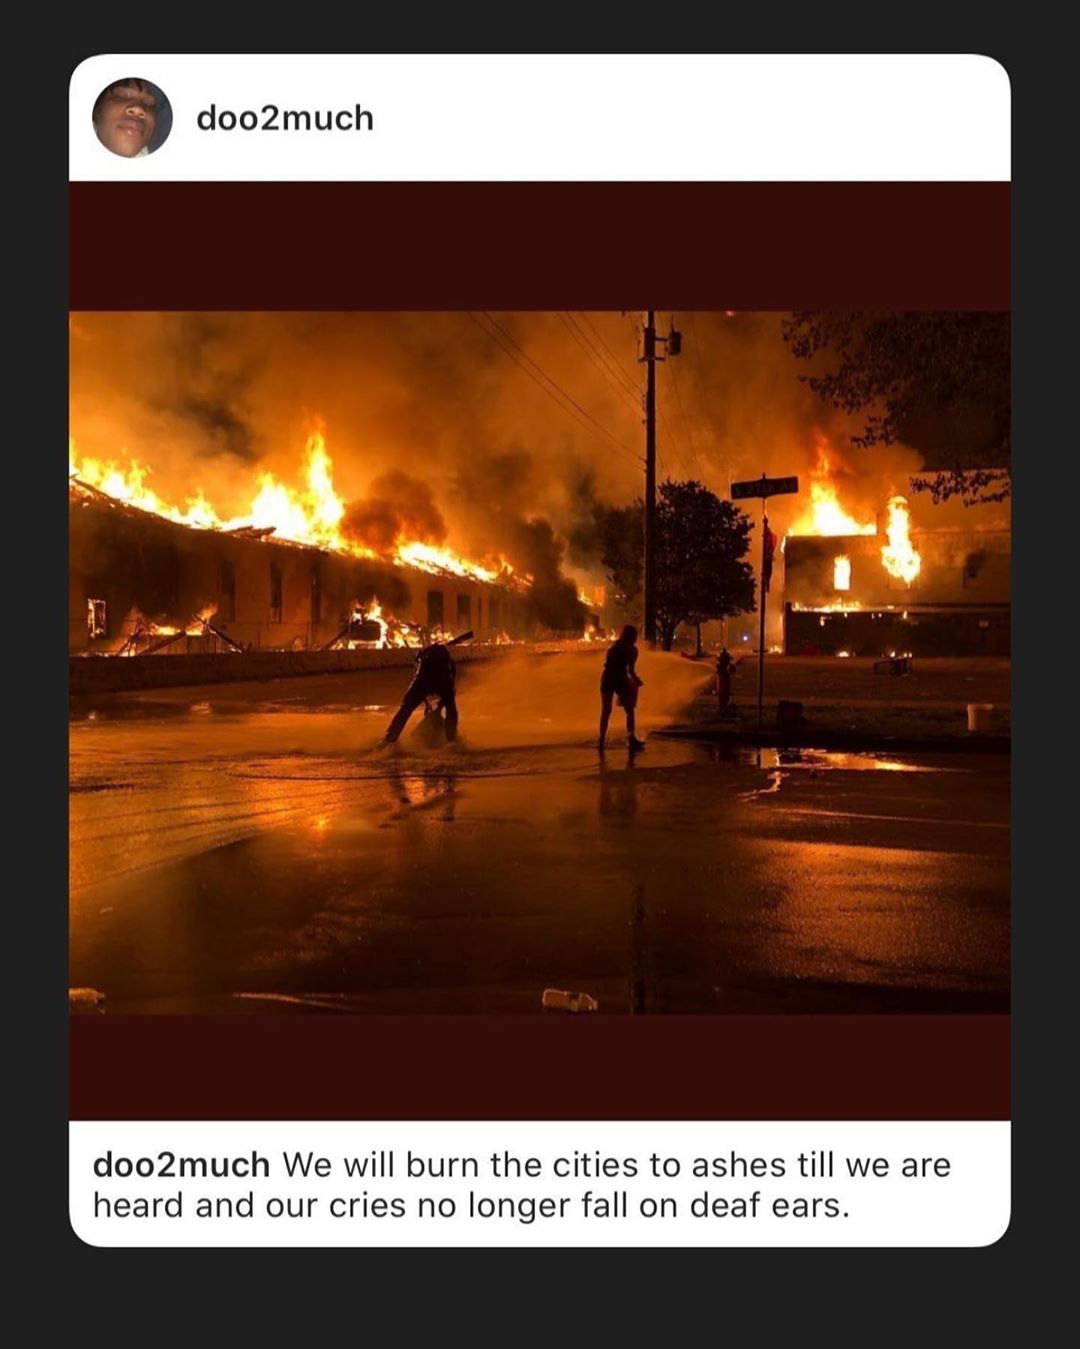 doo2much
doo2much We will burn the cities to ashes till we are
heard and our cries no longer fall on deaf ears.